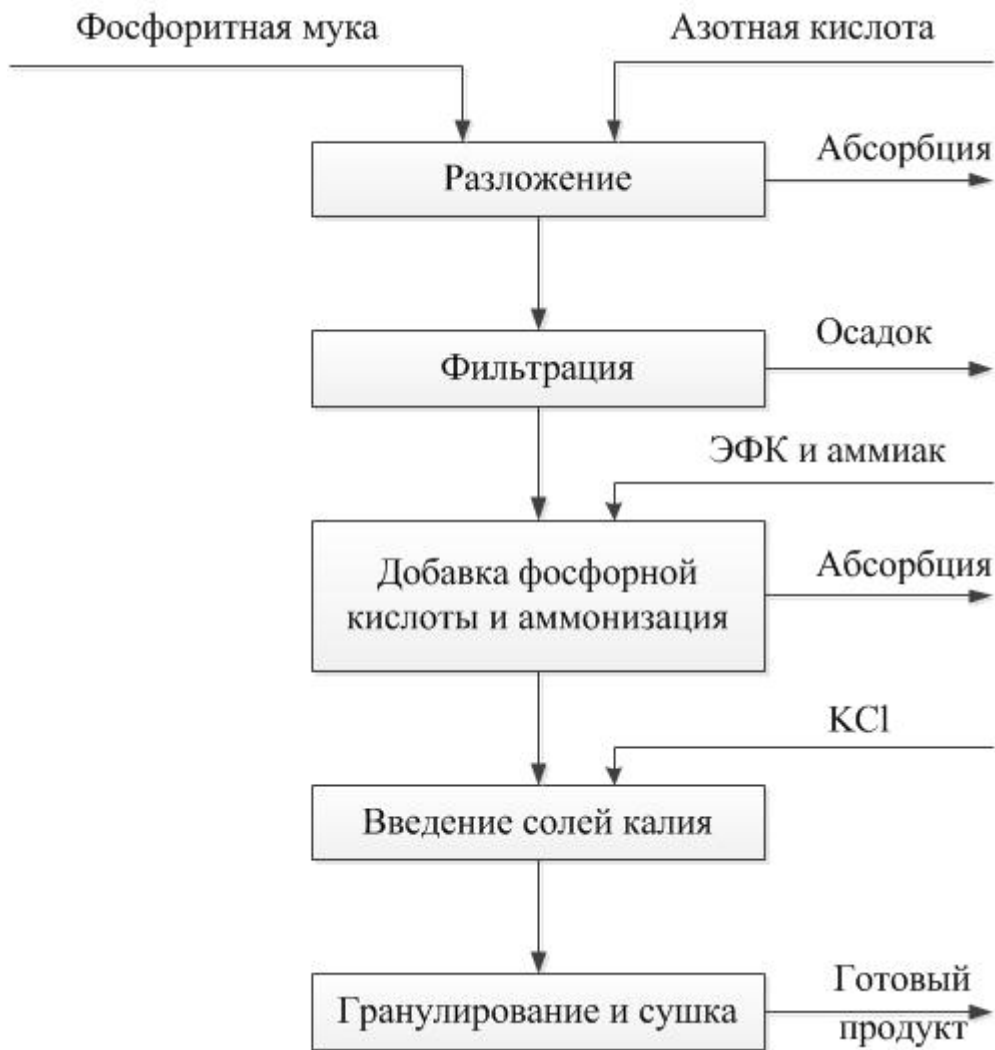 Фосфоритная мука
Азотная кислота
Разложение
Абсорбция
Фильтрация
Осадок
ЭФК и аммиак
Добавка фосфорной
кислоты и аммонизация
Абсорбция
KCl
Введение солей калия
Гранулирование и сушка
Готовый
продукт